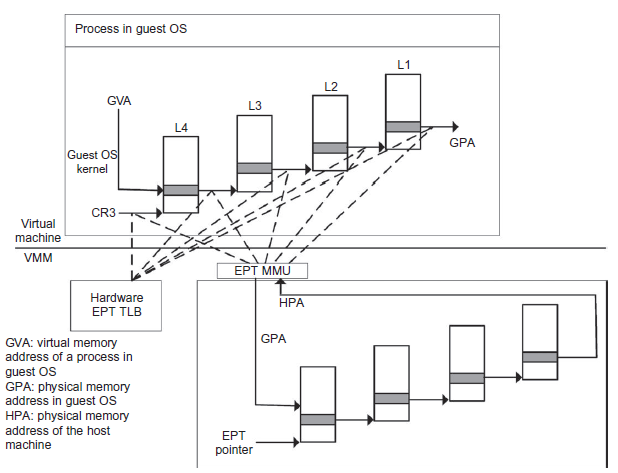 Process in guest OS
L1
L2
L3
GVA
L4
GPA
Guest OS
kernel
CR3
Virtual
machine
VMM
EPT MMU
Hardware
EPT TLB
HPA
GPA
GVA: virtual memory
address of a process in
guest OS
GPA: physical memory
address in guest OS
HPA: physical memory
address of the host
machine
EPT
pointer